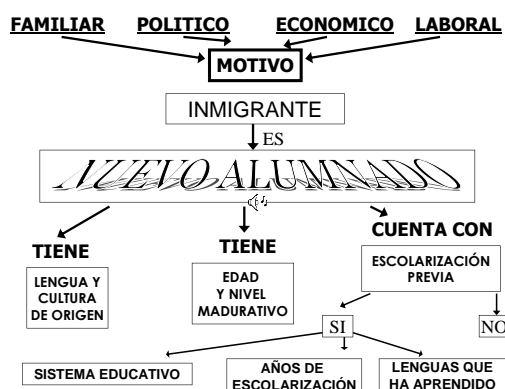 FAMILIAR POLITICO ECONOMICO LABORAL
MOTIVO
INMIGRANTE
ES
NUEVO ALUMNADO
TIENE
LENGUA Y
CULTURA
DE ORIGEN
TIENE
EDAD
Y NIVEL
MADURATIVO
CUENTA CON
ESCOLARIZACIÓN
PREVIA
SI
NO
SISTEMA EDUCATIVO
AÑOS DE
ESCOLARIZACIÓN
LENGUAS QUE
HA APRENDIDO